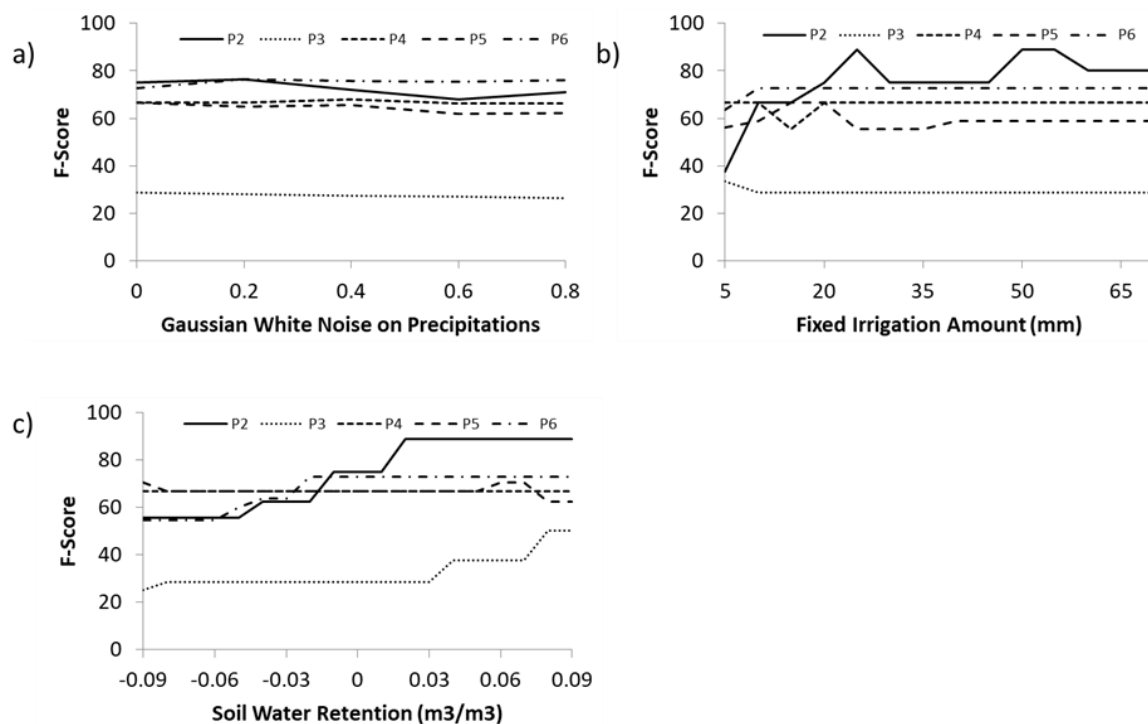 a)
100
80
60
40
20
0
F-Score
P2 P3 P4 P5 P6
0 0.2 0.4 0.6 0.8
Gaussian White Noise on Precipitations
b)
100
80
60
40
20
0
F-Score
P2 P3 P4 P5 P6
5 20 35 50 65
Fixed Irrigation Amount (mm)
c)
100
80
60
40
20
0
F-Score
P2 P3 P4 P5 P6
-0.09 -0.06 -0.03 0 0.03 0.06 0.09
Soil Water Retention (m3/m3)